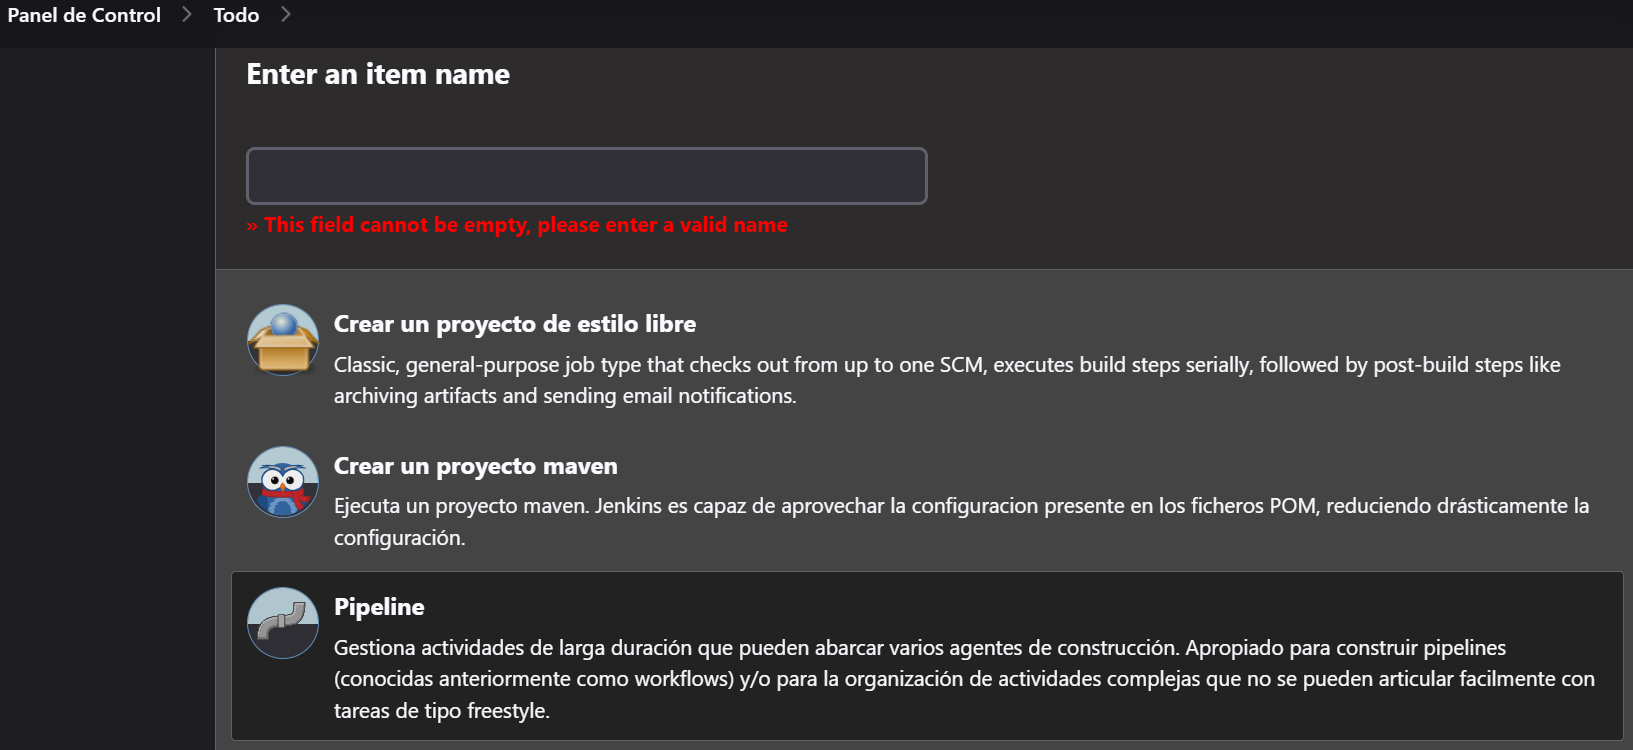 Panel de Control > Todo >
Enter an item name
» This field cannot be empty, please enter a valid name
Crear un proyecto de estilo libre
Classic, general-purpose job type that checks out from up to one SCM, executes build steps serially, followed by post-build steps like
archiving artifacts and sending email notifications.
Crear un proyecto maven
Ejecuta un proyecto maven. Jenkins es capaz de aprovechar la configuracion presente en los ficheros POM, reduciendo drásticamente la
configuración.
Pipeline
Gestiona actividades de larga duración que pueden abarcar varios agentes de construcción. Apropiado para construir pipelines
(conocidas anteriormente como workflows) y/o para la organización de actividades complejas que no se pueden articular facilmente con
tareas de tipo freestyle.